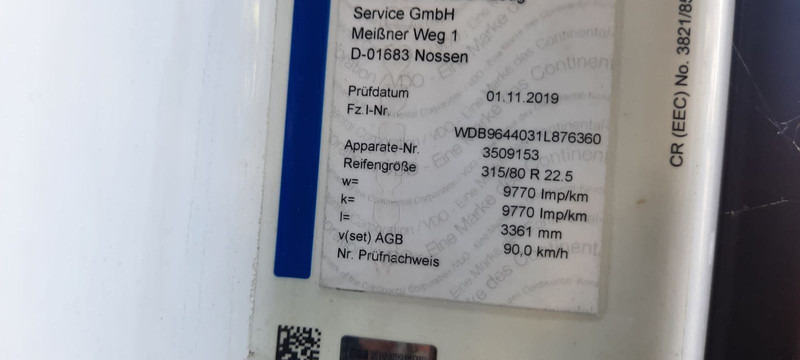 Service GmbH
Meißner Weg 1
D-01683 Nossen
Prüfdatum 01.11.2019
Fz.I-Nr. WDB9644031L876360
Apparate-Nr. 3509153
Reifengröße 315/80 R 22.5
w= 9770 Imp/km
k= 9770 Imp/km
l= 3361 mm
v(set) AGB 90,0 km/h
Nr. Prüfnachweis
CR (EEC) No. 3821/85